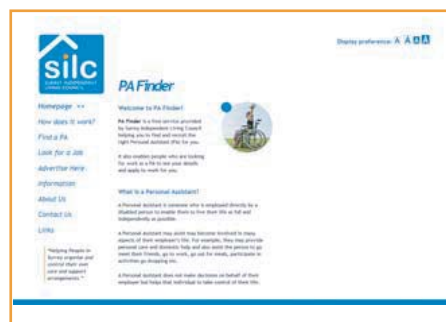 Display preference: A A A A
silc
SURREY INDEPENDENT
LIVING COUNCIL
PA Finder
Homepage
How does it work?
Find a PA
Look for a Job
Advertise Here
Information
About Us
Contact Us
Links
"Helping People in
Surrey organise and
control their own
care and support
arrangements."
Welcome to PA Finder!
PA Finder is a free service provided
by Surrey Independent Living Council
helping you to find and recruit the
right Personal Assistant (PA) for you.
It also enables people who are looking
for work as a PA to see your details
and apply to work for you.
What is a Personal Assistant?
A Personal Assistant is someone who is employed directly by a
disabled person to enable them to live their life as full and
independently as possible.
A Personal Assistant may assist may become involved in many
aspects of their employer's life. For example, they may provide
personal care and domestic help and also assist the person to go
meet their friends, go to work, go out for meals, participate in
activities go shopping etc.
A Personal Assistant does not make decisions on behalf of their
employer but helps that individual to take control of their life.